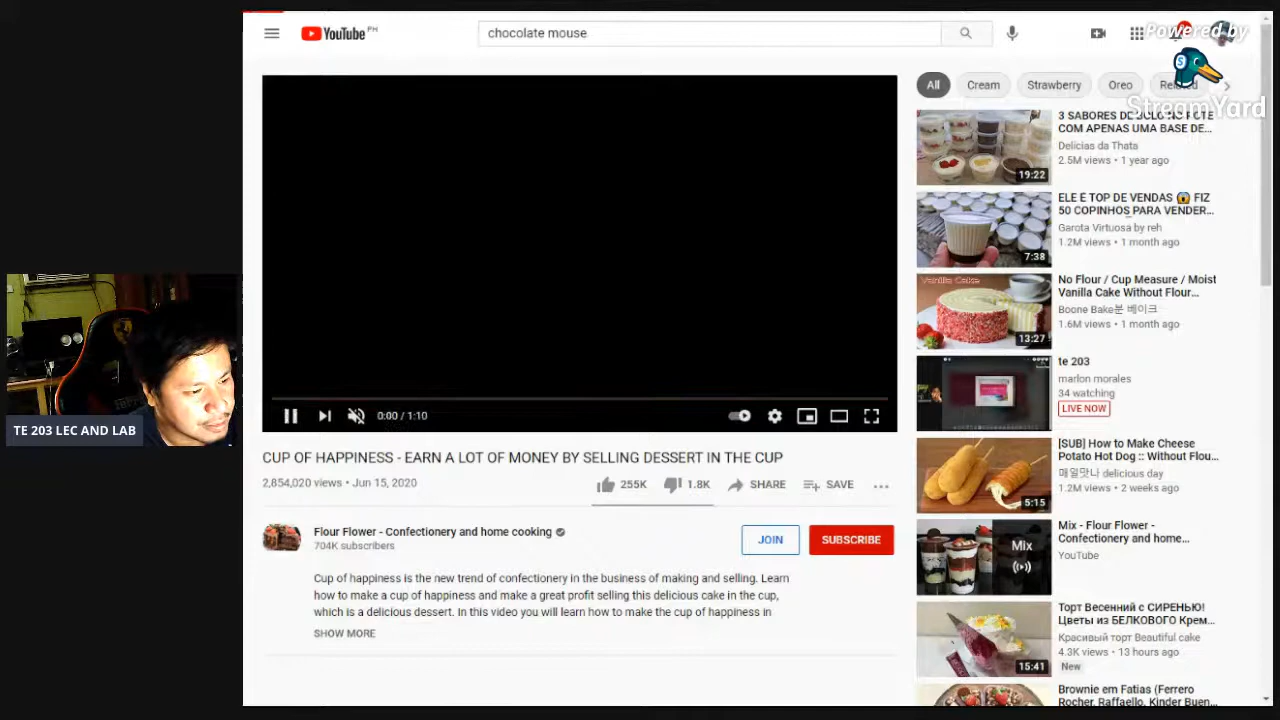 YouTube PH
chocolate mouse
Powered by
StreamYard
All
Cream
Strawberry
Oreo
Related
19:22
3 SABORES DE BOLO NO POTE
COM APENAS UMA BASE DE...
Delicias da Thata
2.5M views • 1 year ago
7:38
ELE É TOP DE VENDAS 😱 FIZ
50 COPINHOS PARA VENDER...
Garota Virtuosa by reh
1.2M views • 1 month ago
Vanilla Cake
13:27
No Flour / Cup Measure / Moist
Vanilla Cake Without Flour...
Boone Bake분 베이크
1.6M views • 1 month ago
te 203
marlon morales
34 watching
LIVE NOW
5:15
[SUB] How to Make Cheese
Potato Hot Dog :: Without Flou...
매일맛나 delicious day
1.2M views • 2 weeks ago
Mix
Mix - Flour Flower -
Confectionery and home...
YouTube
15:41
Торт Весенний с СИРЕНЬЮ!
Цветы из БЕЛКОВОГО Крем...
Красивый торт Beautiful cake
4.3K views • 13 hours ago
New
Brownie em Fatias (Ferrero
Rocher, Raffaello, Kinder Buen...
0:00 / 1:10
CUP OF HAPPINESS - EARN A LOT OF MONEY BY SELLING DESSERT IN THE CUP
2,854,020 views • Jun 15, 2020
255K
1.8K
SHARE
SAVE
Flour Flower - Confectionery and home cooking
704K subscribers
JOIN
SUBSCRIBE
Cup of happiness is the new trend of confectionery in the business of making and selling. Learn
how to make a cup of happiness and make a great profit selling this delicious cake in the cup,
which is a delicious dessert. In this video you will learn how to make the cup of happiness in
SHOW MORE
TE 203 LEC AND LAB